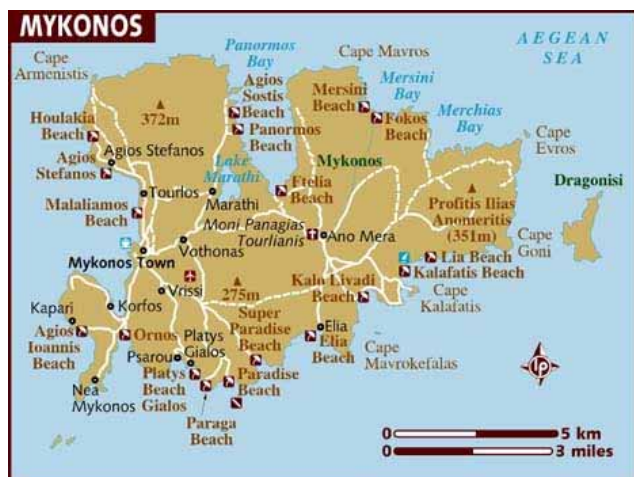 MYKONOS
Cape
Armenistis
Panormos
Bay
Cape Mavros
AEGEAN
SEA
Agios
Sostis
Beach
Mersini
Beach
Mersini
Bay
372m
Houlakia
Beach
Panormos
Beach
Fokos
Beach
Merchias
Bay
Cape
Evros
Agios Stefanos
Agios
Stefanos
Lake
Marathi
Mykonos
Dragonisi
Tourlos
Marathi
Ftelia
Beach
Profitis Ilias
Anomeritis
(351m)
Malaliamos
Beach
Moni-Panagias
Tourlianis
Ano Mera
Cape
Goni
Vothonas
Mykonos Town
Lia Beach
Kalafatis Beach
Vrissi
275m
Kalo Livadi
Beach
Cape
Kalafatis
Kapari
Korfos
Super
Paradise
Beach
Elia
Elia
Beach
Agios
Ioannis
Beach
Ornos
Platys
Gialos
Psarou
Cape
Mavrokefalas
Platys
Beach
Gialos
Paradise
Beach
Nea
Mykonos
Paraga
Beach
lp
0 5 km
0 3 miles